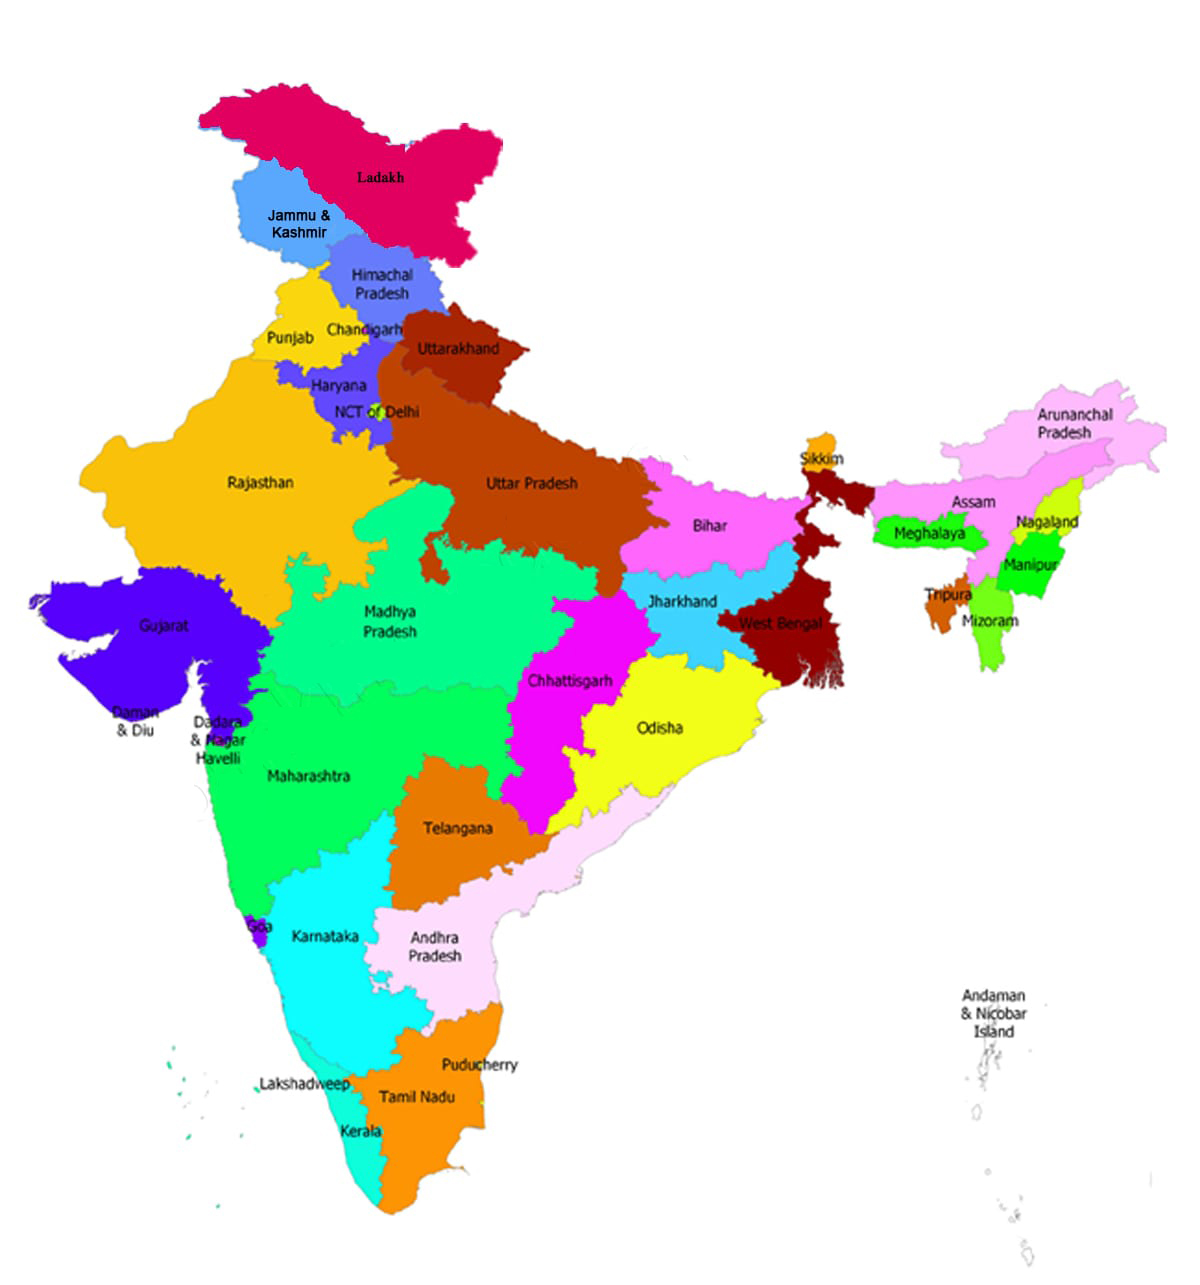 Ladakh
Jammu &
Kashmir
Himachal
Pradesh
Chandigarh
Punjab
Uttarakhand
Haryana
NCT of Delhi
Arunanchal
Pradesh
Sikkim
Rajasthan
Uttar Pradesh
Assam
Bihar
Nagaland
Meghalaya
Manipur
Tripura
Jharkhand
Mizoram
West Bengal
Gujarat
Madhya
Pradesh
Chhattisgarh
Daman
& Diu
Dadara
& Nagar
Havelli
Odisha
Maharashtra
Telangana
Goa
Karnataka
Andhra
Pradesh
Andaman
& Nicobar
Island
Puducherry
Lakshadweep
Tamil Nadu
Kerala